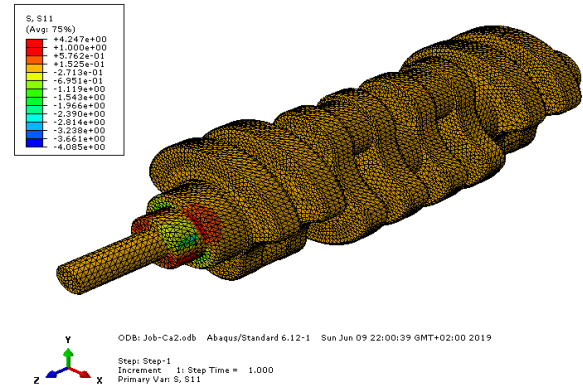 S, S11
(Avg: 75%)
+4.247e+00
+1.000e+00
+5.762e-01
+1.525e-01
-2.713e-01
-6.951e-01
-1.119e+00
-1.543e+00
-1.966e+00
-2.390e+00
-2.814e+00
-3.238e+00
-3.661e+00
-4.085e+00
Y
Z
X
ODB: Job-Ca2.odb Abaqus/Standard 6.12-1 Sun Jun 09 22:00:39 GMT+02:00 2019
Step: Step-1
Increment 1: Step Time = 1.000
Primary Var: S, S11